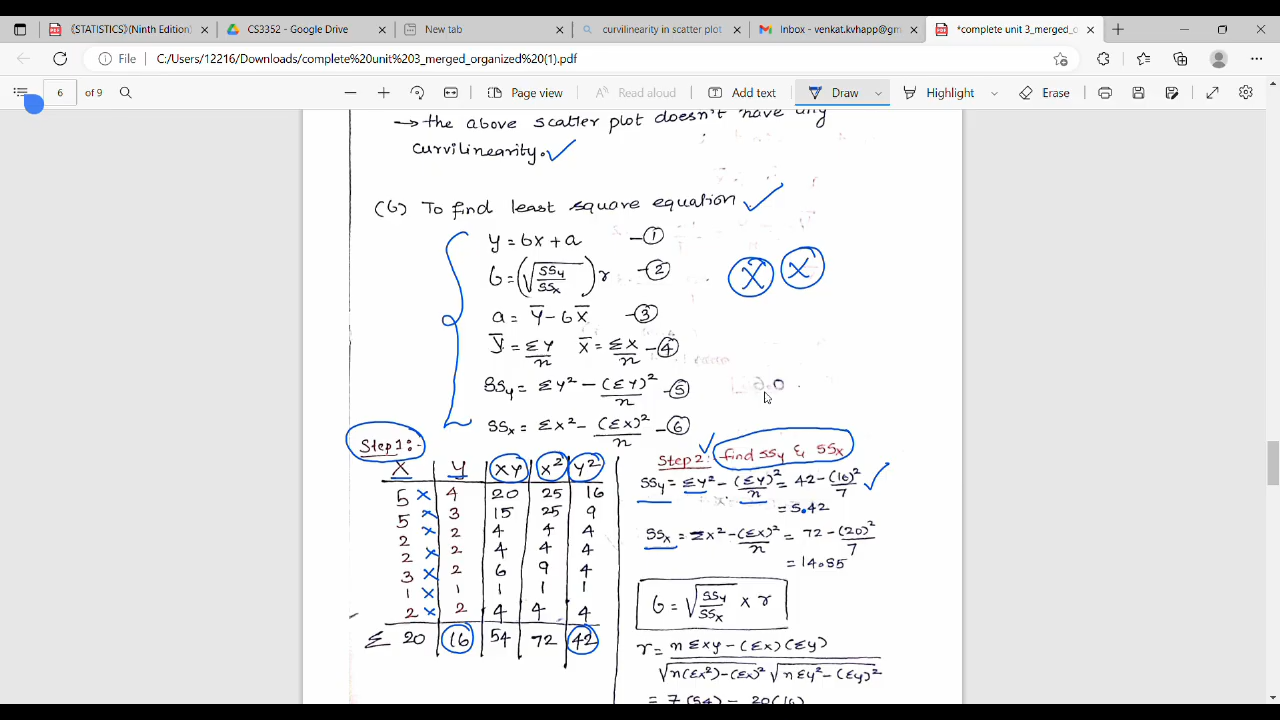 《STATISTICS》(Ninth Edition)
CS3352 - Google Drive
New tab
curvilinearity in scatter plot
Inbox - venkat.kvhapp@gm
*complete unit 3_merged_o
File
C:/Users/12216/Downloads/complete%20unit%203_merged_organized%20(1).pdf
6 of 9
Page view
Read aloud
Add text
Draw
Highlight
Erase
→ the above scatter plot doesn't have any
curvilinearity. ✓
(b) To find least square equation ✓
y = bx + a —①
b = (√(SSy/SSx)) r —②
a = Y̅ - bX̅ —③
Y̅ = ΣY/n X̅ = ΣX/n —④
SSy = ΣY² - (ΣY)²/n —⑤
SSx = Σx² - (Σx)²/n —⑥
X̅ X'
Step 1:-
X Y XY X² Y²
5 x 4 20 25 16
5 x 3 15 25 9
2 x 2 4 4 4
2 x 2 4 4 4
3 x 2 6 9 4
1 x 1 1 1 1
2 x 2 4 4 4
Σ 20 16 54 72 42
Step 2: find SSy & SSx
SSy = Σy² - (Σy)²/n = 42 - (16)²/7
= 5.42
SSx = Σx² - (Σx)²/n = 72 - (20)²/7
= 14.85
b = √(SSy/SSx) x r
r = nΣxy - (Σx)(Σy)
√n(Σx²) - (Σx)² √nΣy² - (Σy)²
= 7(54) - 20(16)